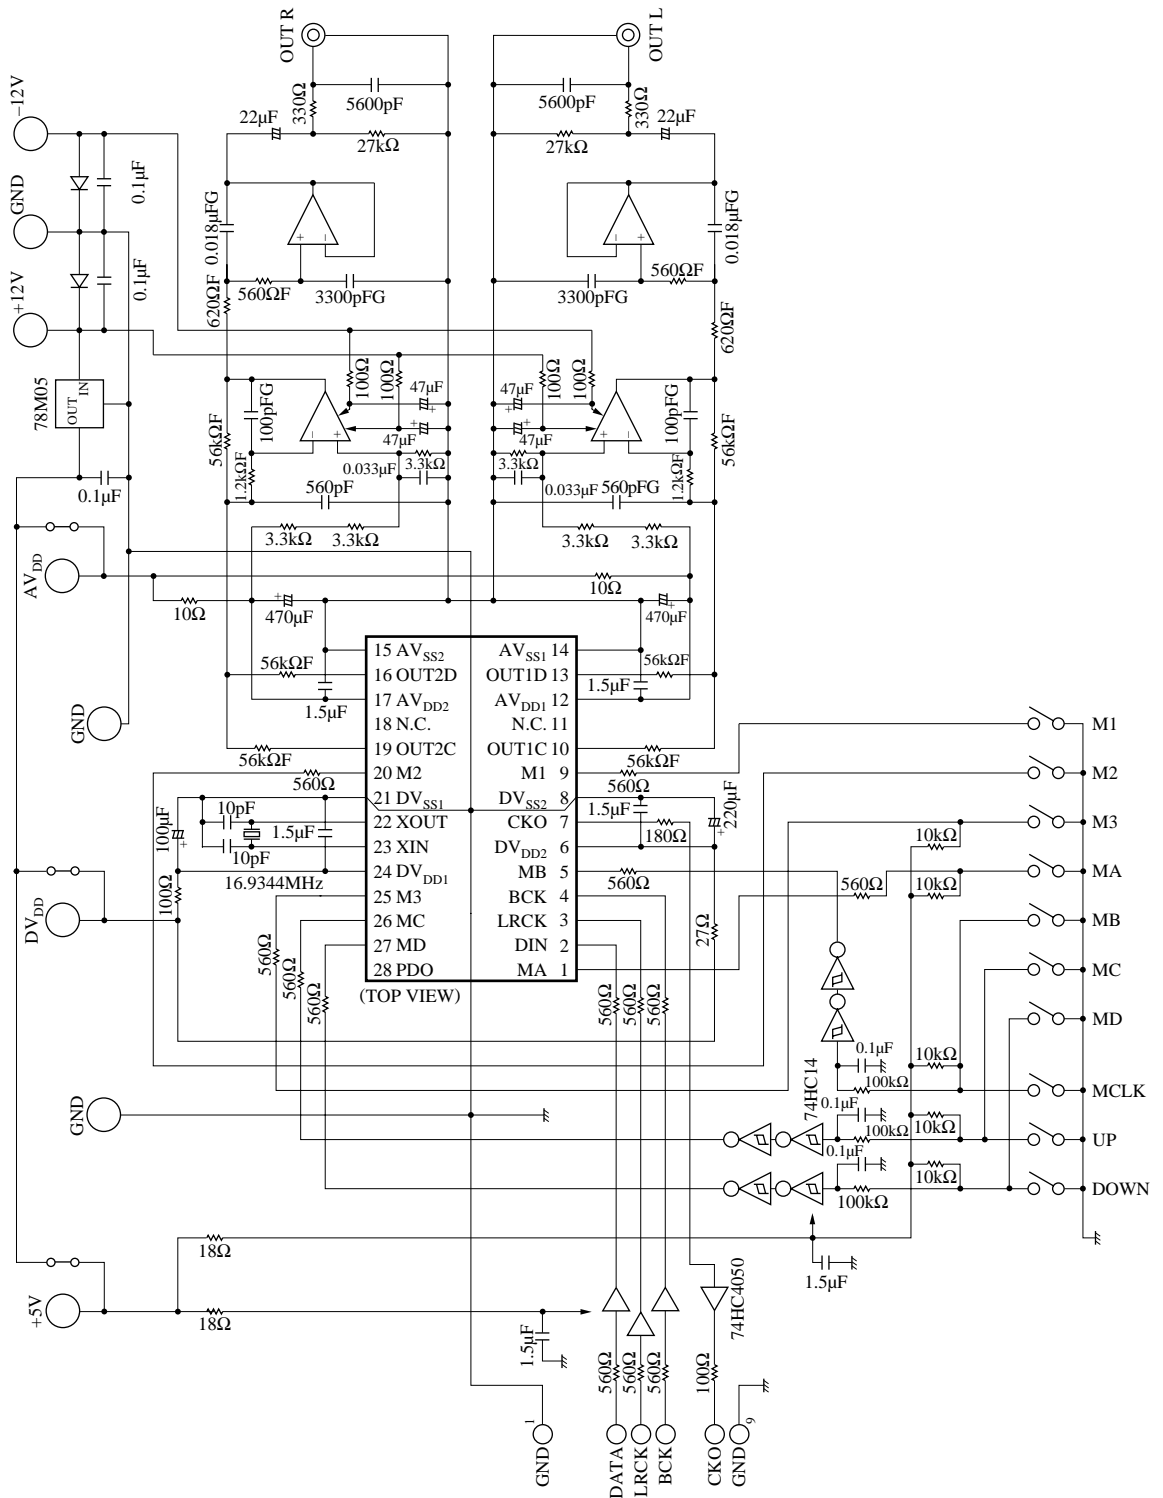 OUT R
OUT L
−12V
GND
+12V
0.1µF
0.1µF
78M05
OUT
IN
0.1µF
5600pF
330Ω
22µF
27kΩ
0.018µFG
560ΩF
3300pFG
620ΩF
5600pF
330Ω
22µF
27kΩ
0.018µFG
560ΩF
3300pFG
620ΩF
100Ω
100Ω
47µF
+
47µF
+
100pFG
56kΩF
1.2kΩF
0.033µF
3.3kΩ
560pF
3.3kΩ
3.3kΩ
100Ω
100Ω
47µF
+
47µF
+
100pFG
56kΩF
1.2kΩF
3.3kΩ
0.033µF
560pFG
3.3kΩ
3.3kΩ
AVDD
10Ω
10Ω
+
470µF
470µF
+
GND
56kΩF
1.5µF
56kΩF
560Ω
56kΩF
1.5µF
56kΩF
560Ω
15 AVSS2
16 OUT2D
17 AVDD2
18 N.C.
19 OUT2C
20 M2
21 DVSS1
22 XOUT
23 XIN
24 DVDD1
25 M3
26 MC
27 MD
28 PDO
AVSS1 14
OUT1D 13
AVDD1 12
N.C. 11
OUT1C 10
M1 9
DVSS2 8
CKO 7
DVDD2 6
MB 5
BCK 4
LRCK 3
DIN 2
MA 1
(TOP VIEW)
10pF
10pF
1.5µF
16.9344MHz
100µF
+
100Ω
DVDD
560Ω
560Ω
560Ω
1.5µF
180Ω
220µF
+
560Ω
27Ω
560Ω
560Ω
560Ω
M1
M2
M3
MA
MB
MC
MD
MCLK
UP
DOWN
10kΩ
560Ω
10kΩ
10kΩ
10kΩ
10kΩ
0.1µF
100kΩ
0.1µF
100kΩ
0.1µF
100kΩ
74HC14
GND
18Ω
1.5µF
+5V
18Ω
1.5µF
74HC4050
560Ω
560Ω
560Ω
100Ω
GND 1
DATA
LRCK
BCK
CKO
GND 9